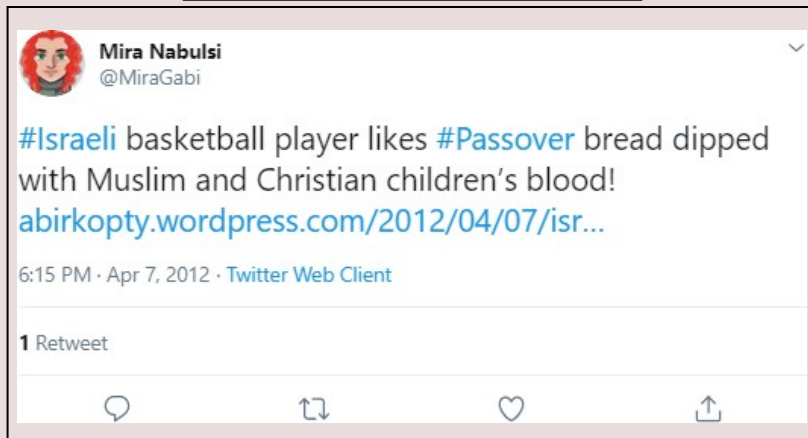 Mira Nabulsi
@MiraGabi
#Israeli basketball player likes #Passover bread dipped
with Muslim and Christian children's blood!
abirkopty.wordpress.com/2012/04/07/isr...
6:15 PM · Apr 7, 2012 · Twitter Web Client
1 Retweet